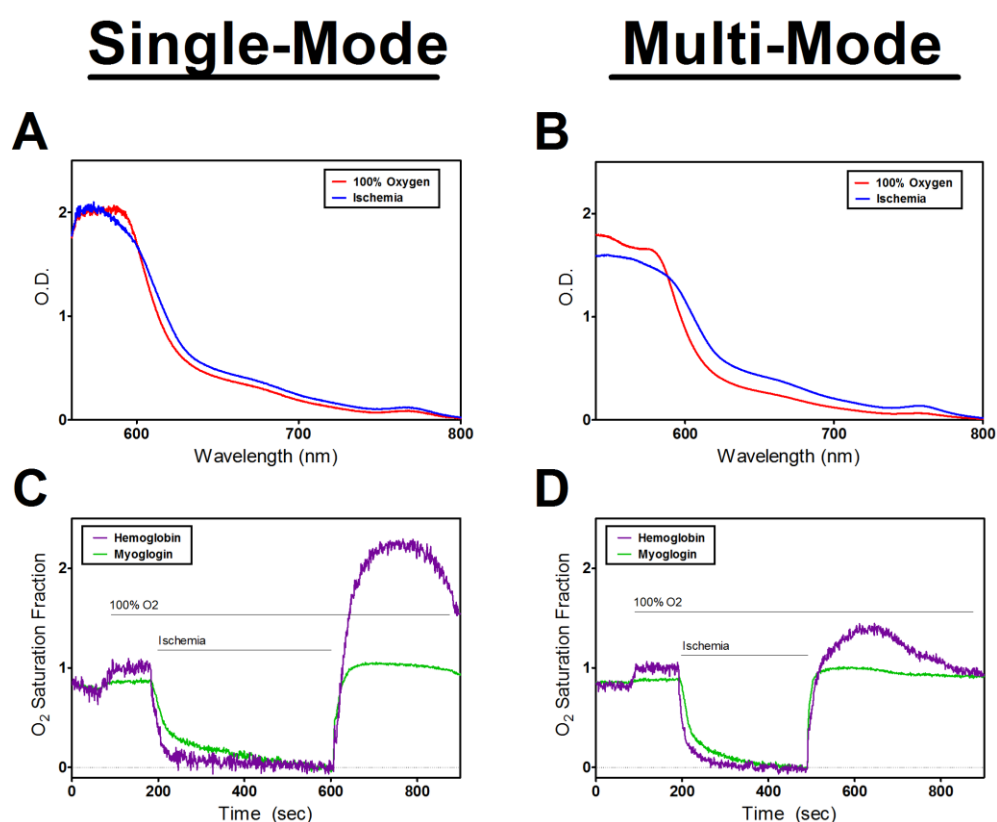 Single-Mode
Multi-Mode
A
B
100% Oxygen
Ischemia
100% Oxygen
Ischemia
2
1
0
O.D.
600
700
800
Wavelength (nm)
2
1
0
O.D.
600
700
800
Wavelength (nm)
C
D
Hemoglobin
Myoglogin
100% O2
Ischemia
2
1
0
O2 Saturation Fraction
0
200
400
600
800
Time (sec)
Hemoglobin
Myoglogin
100% O2
Ischemia
2
1
0
O2 Saturation Fraction
0
200
400
600
800
Time (sec)